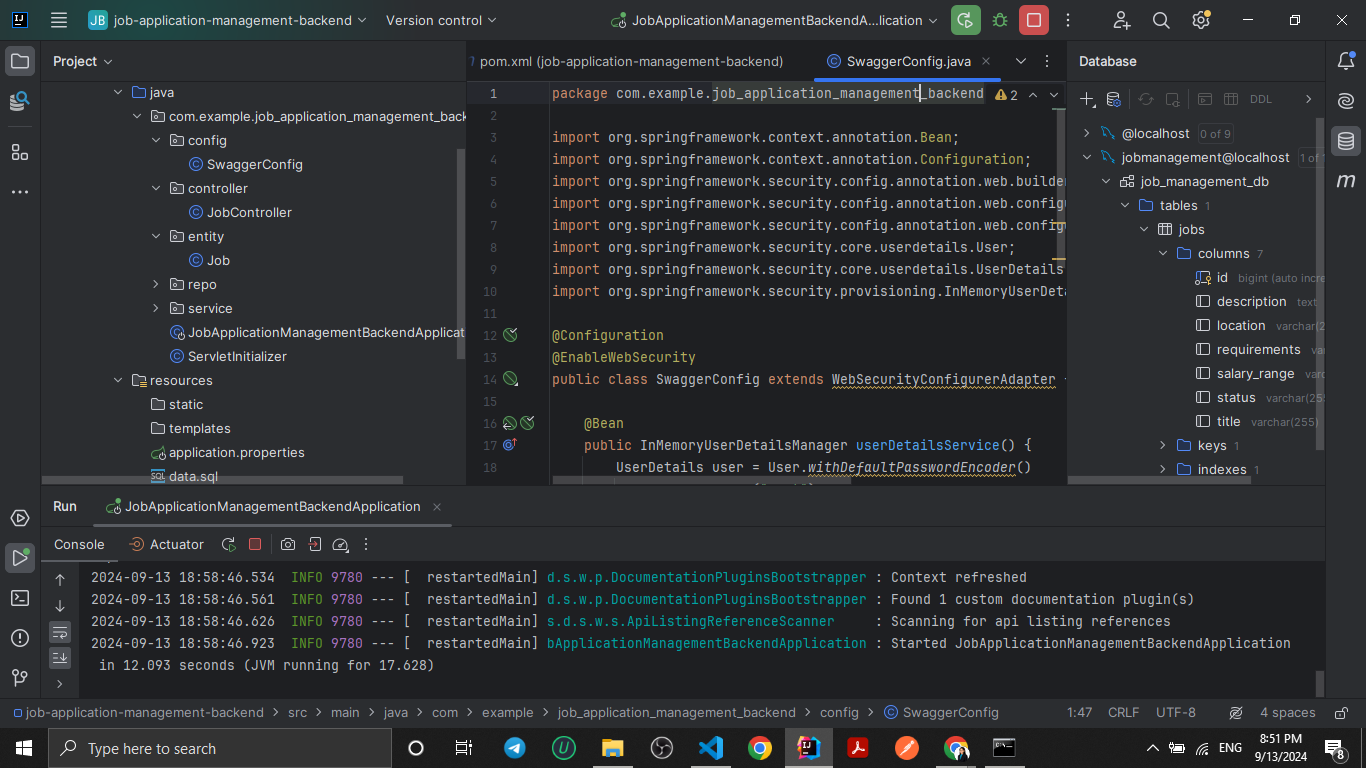 JB job-application-management-backend Version control JobApplicationManagementBackendA...lication
Project
java
com.example.job_application_management_back
config
SwaggerConfig
controller
JobController
entity
Job
repo
service
JobApplicationManagementBackendApplicat
ServletInitializer
resources
static
templates
application.properties
data.sql
pom.xml (job-application-management-backend) SwaggerConfig.java
1 package com.example.job_application_management_backend 2
2
3 import org.springframework.context.annotation.Bean;
4 import org.springframework.context.annotation.Configuration;
5 import org.springframework.security.config.annotation.web.builder
6 import org.springframework.security.config.annotation.web.configu
7 import org.springframework.security.config.annotation.web.configu
8 import org.springframework.security.core.userdetails.User;
9 import org.springframework.security.core.userdetails.UserDetails
10 import org.springframework.security.provisioning.InMemoryUserDeta
11
12 @Configuration
13 @EnableWebSecurity
14 public class SwaggerConfig extends WebSecurityConfigurerAdapter
15
16 @Bean
17 public InMemoryUserDetailsManager userDetailsService() {
18 UserDetails user = User.withDefaultPasswordEncoder()
Database
DDL
@localhost 0 of 9
jobmanagement@localhost 1 of
job_management_db
tables 1
jobs
columns 7
id bigint (auto incre
description text
location varchar(2
requirements var
salary_range varc
status varchar(255
title varchar(255)
keys 1
indexes 1
m
Run JobApplicationManagementBackendApplication
Console Actuator
2024-09-13 18:58:46.534 INFO 9780 --- [ restartedMain] d.s.w.p.DocumentationPluginsBootstrapper : Context refreshed
2024-09-13 18:58:46.561 INFO 9780 --- [ restartedMain] d.s.w.p.DocumentationPluginsBootstrapper : Found 1 custom documentation plugin(s)
2024-09-13 18:58:46.626 INFO 9780 --- [ restartedMain] s.d.s.w.s.ApiListingReferenceScanner : Scanning for api listing references
2024-09-13 18:58:46.923 INFO 9780 --- [ restartedMain] bApplicationManagementBackendApplication : Started JobApplicationManagementBackendApplication
in 12.093 seconds (JVM running for 17.628)
job-application-management-backend > src > main > java > com > example > job_application_management_backend > config > SwaggerConfig 1:47 CRLF UTF-8 4 spaces
Type here to search
ENG
8:51 PM
9/13/2024
8